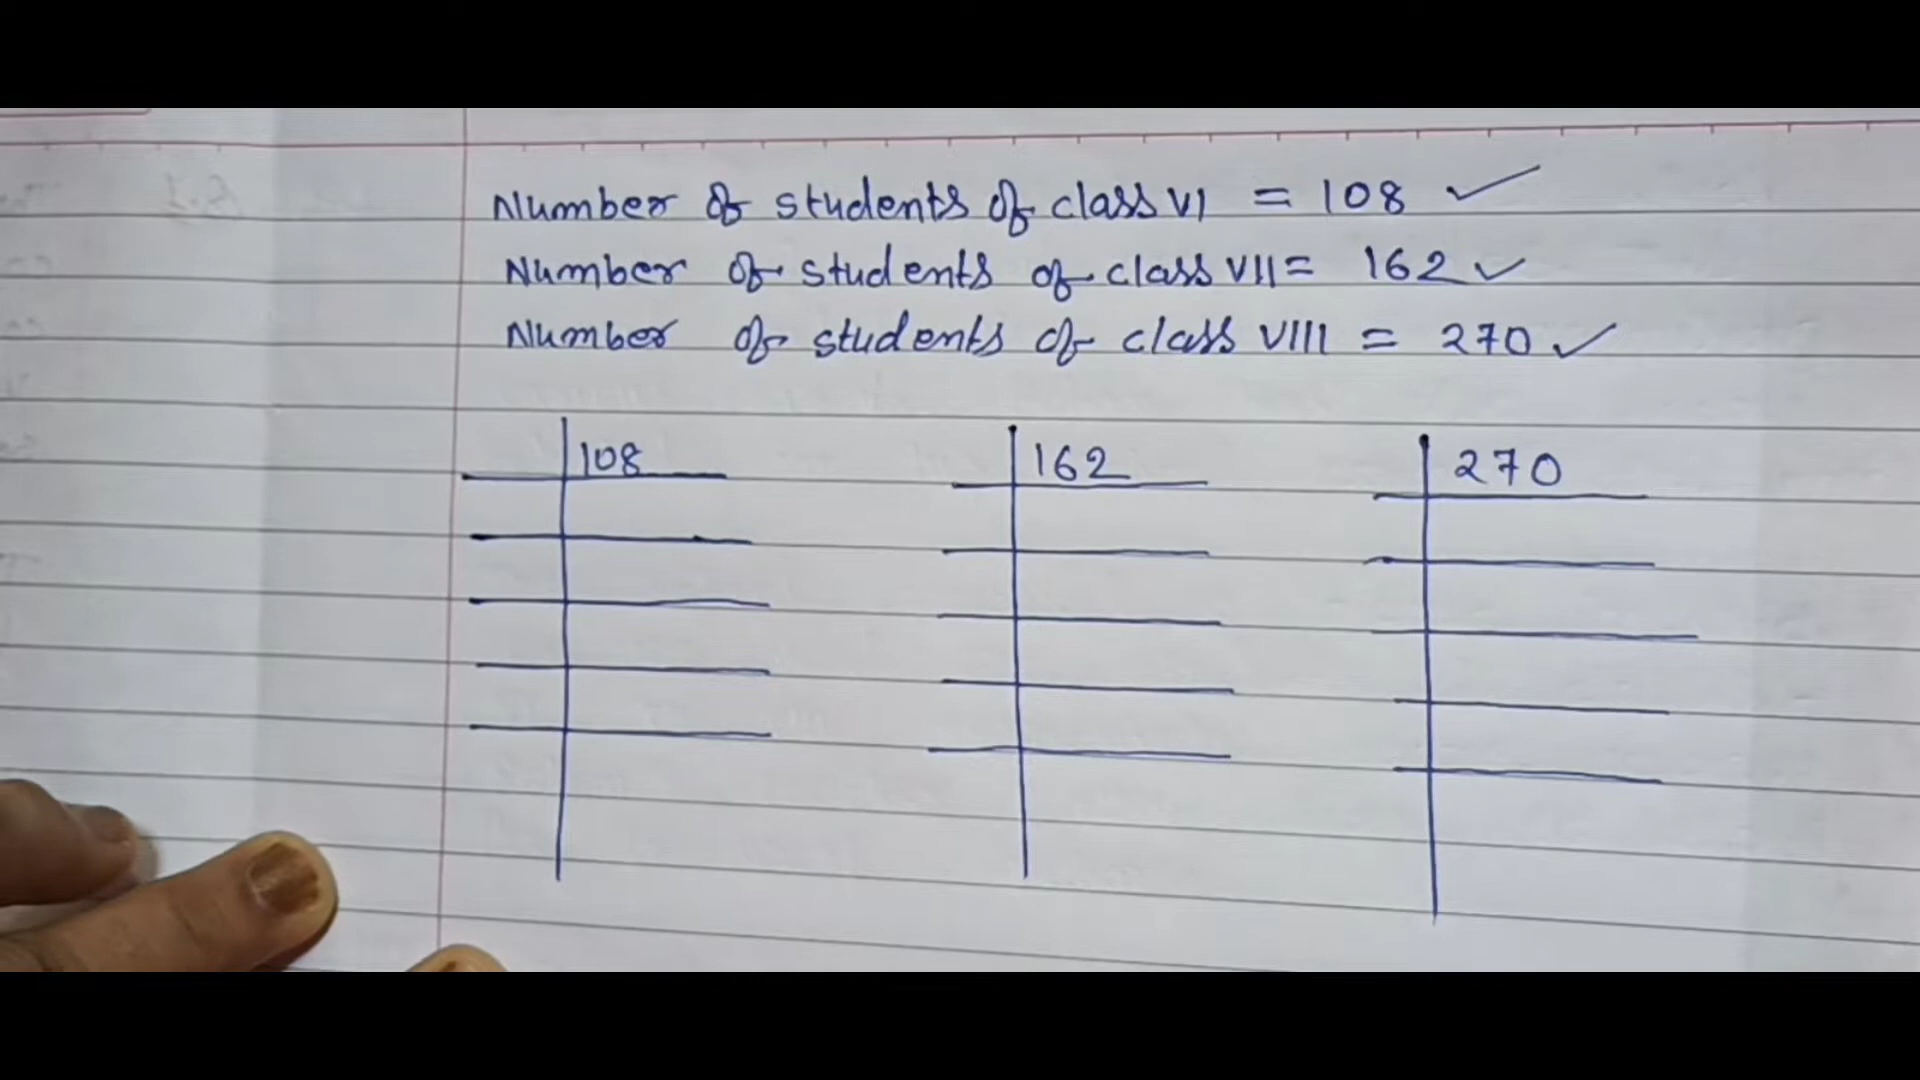 Number of students of class VI = 108 ✓
Number of students of class VII = 162 ✓
Number of students of class VIII = 270 ✓
108 162 270